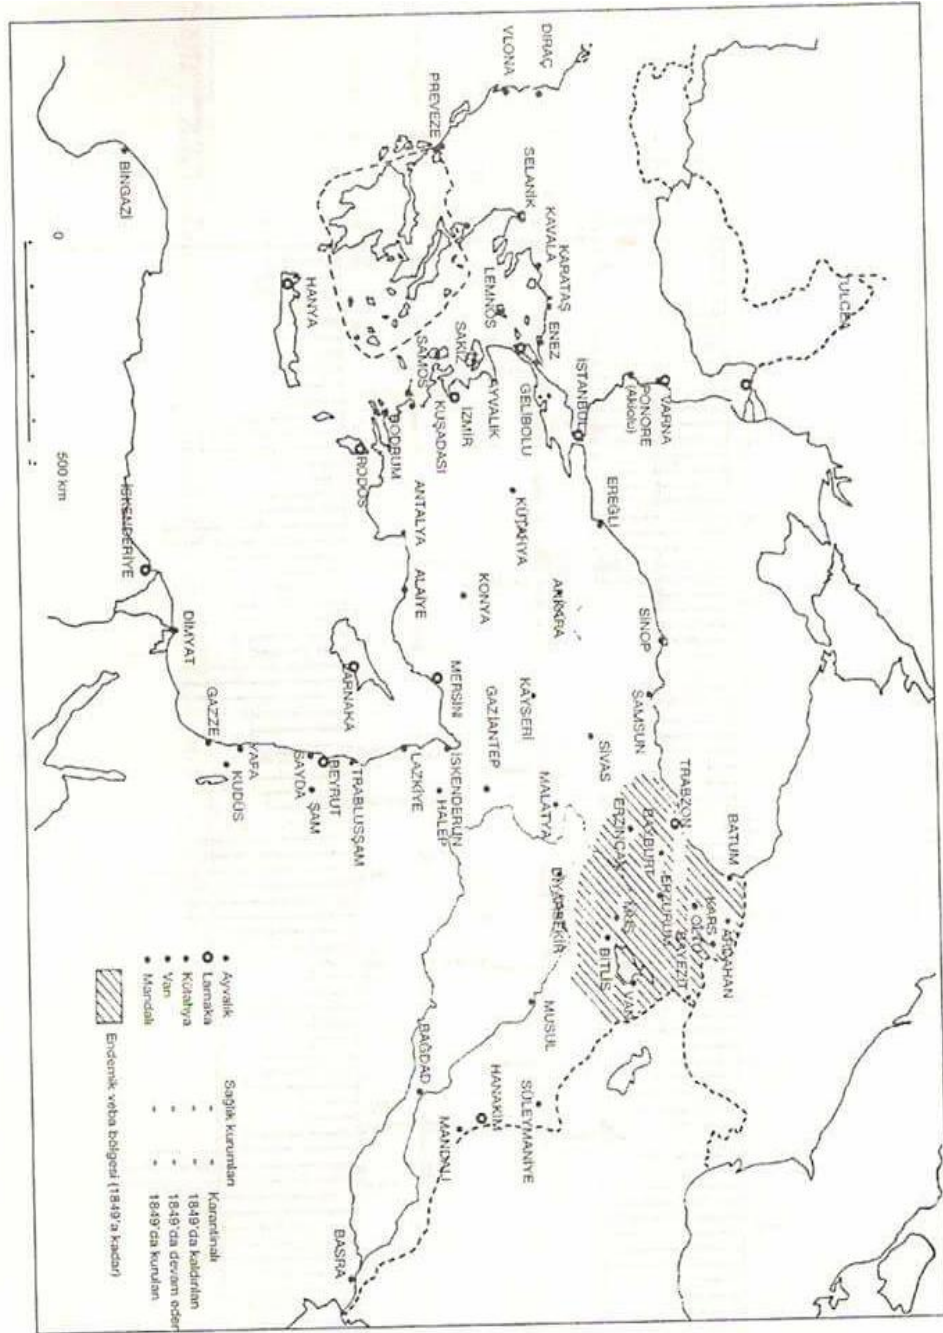 DIRAÇ
VLONA
PREVEZE
SELANİK
KAVALA
KARATAŞ
ENEZ
LEMNOS
TULCEA
VARNA
PONORE
(Ahiolu)
İSTANBUL
GELİBOLU
AYVALIK
SAKIZ
İZMİR
SAMOS
KUŞADASI
BODRUM
RODOS
HANYA
BİNGAZİ
0
500 km
İSKENDERİYE
DİMYAT
GAZZE
YAFA
KUDÜS
SAYDA
ŞAM
BEYRUT
TRABLUSŞAM
LAZKİYE
LARNAKA
ANTALYA
ALAİYE
MERSİN
İSKENDERUN
HALEP
GAZİANTEP
KONYA
KÜTAHYA
ANKARA
KAYSERİ
EREĞLİ
SİNOP
SAMSUN
SİVAS
MALATYA
TRABZON
BATUM
ARDAHAN
KARS
OLTU
BAYEZİT
ERZURUM
BAYBURT
ERZİNCAN
MUŞ
BİTLİS
VAN
DİYARBEKİR
MUSUL
SÜLEYMANİYE
HANAKİM
MANDALI
BAĞDAD
BASRA
Ayvalık Sağlık kurumları
Larnaka " " Karantinalı
Kütahya " " 1849'da kaldırılan
Van " " 1849'da devam eden
Mandalı " " 1849'da kurulan
Endemik veba bölgesi (1849'a kadar)